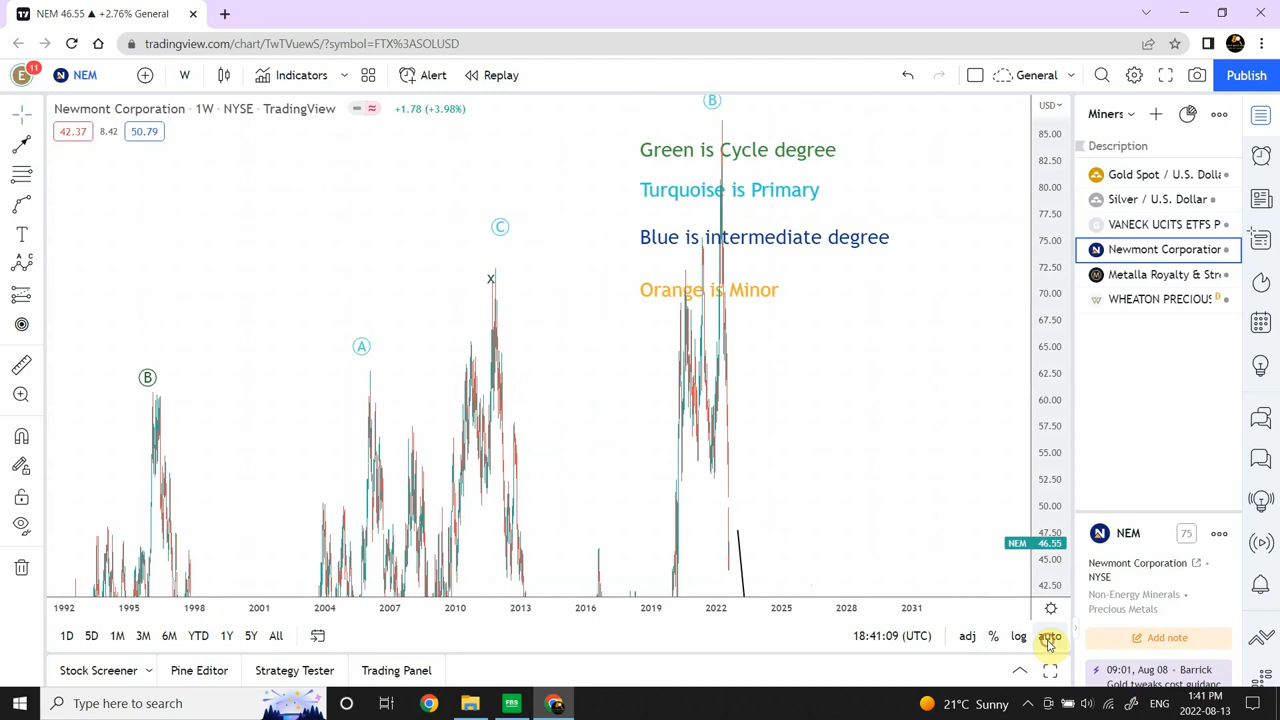 NEM 46.55 ▲ +2.76% General
tradingview.com/chart/TwTVuewS/?symbol=FTX%3ASOLUSD
E 11 NEM W Indicators Alert Replay General Publish
Newmont Corporation · 1W · NYSE · TradingView +1.78 (+3.98%)
42.37 8.42 50.79
B
Green is Cycle degree
Turquoise is Primary
Blue is intermediate degree
Orange is Minor
C
x
A
B
USD
85.00
82.50
80.00
77.50
75.00
72.50
70.00
67.50
65.00
62.50
60.00
57.50
55.00
52.50
50.00
47.50
NEM 46.55
45.00
42.50
1992 1995 1998 2001 2004 2007 2010 2013 2016 2019 2022 2025 2028 2031
1D 5D 1M 3M 6M YTD 1Y 5Y All 18:41:09 (UTC) adj % log auto
Stock Screener Pine Editor Strategy Tester Trading Panel
Miners
Description
Gold Spot / U.S. Dolla
Silver / U.S. Dollar
VANECK UCITS ETFS P
Newmont Corporation
Metalla Royalty & Stre
WHEATON PRECIOUS D
NEM 75
Newmont Corporation
NYSE
Non-Energy Minerals •
Precious Metals
Add note
09:01, Aug 08 • Barrick
Gold tweaks cost guidanc
Type here to search FBS 21°C Sunny ENG 1:41 PM
2022-08-13